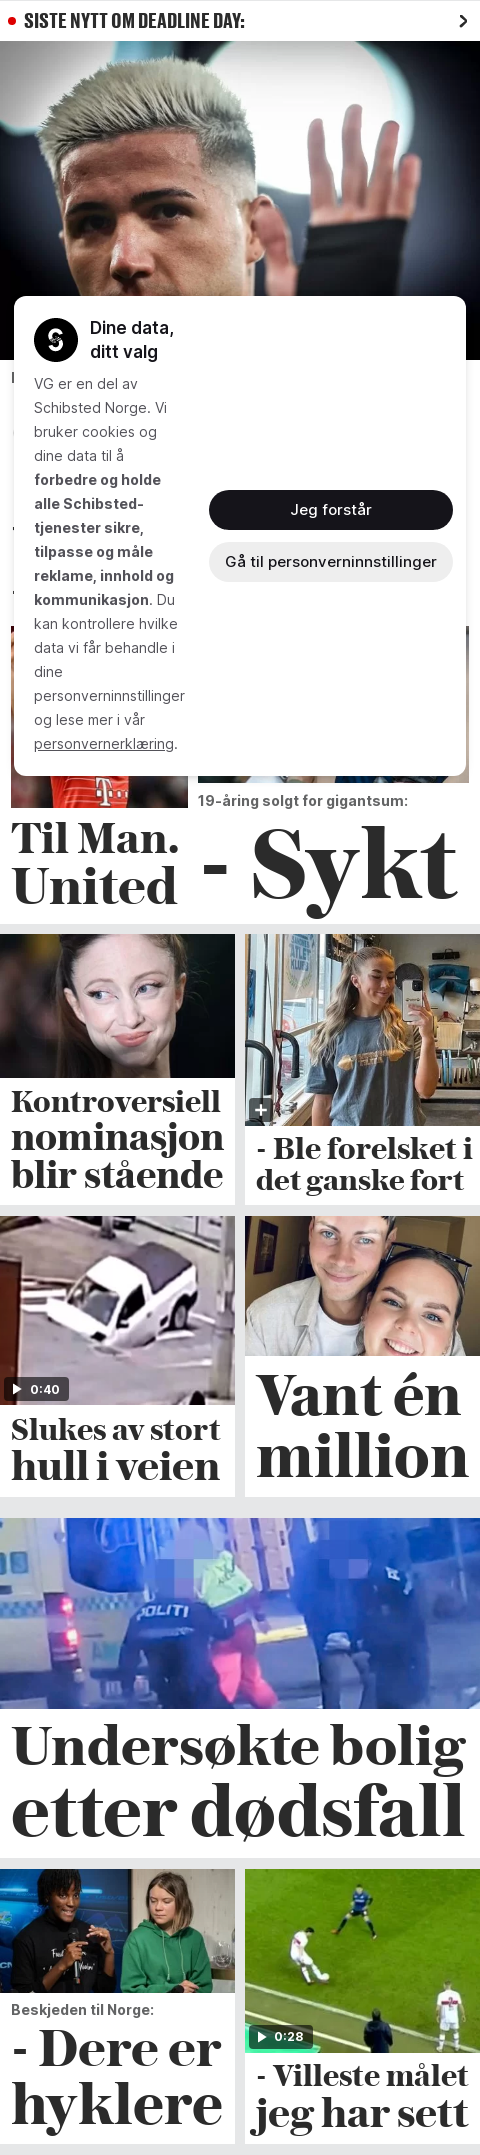 SISTE NYTT OM DEADLINE DAY:
Dine data,
ditt valg
VG er en del av
Schibsted Norge. Vi
bruker cookies og
dine data til å
forbedre og holde
alle Schibsted-
tjenester sikre,
tilpasse og måle
reklame, innhold og
kommunikasjon. Du
kan kontrollere hvilke
data vi får behandle i
dine
personverninnstillinger
og lese mer i vår
personvernerklæring.
Jeg forstår
Gå til personverninnstillinger
Til Man.
United
19-åring solgt for gigantsum:
- Sykt
Kontroversiell
nominasjon
blir stående
- Ble forelsket i
det ganske fort
0:40
Slukes av stort
hull i veien
Vant én
million
POLITI
Undersøkte bolig
etter dødsfall
Beskjeden til Norge:
- Dere er
hyklere
0:28
- Villeste målet
jeg har sett